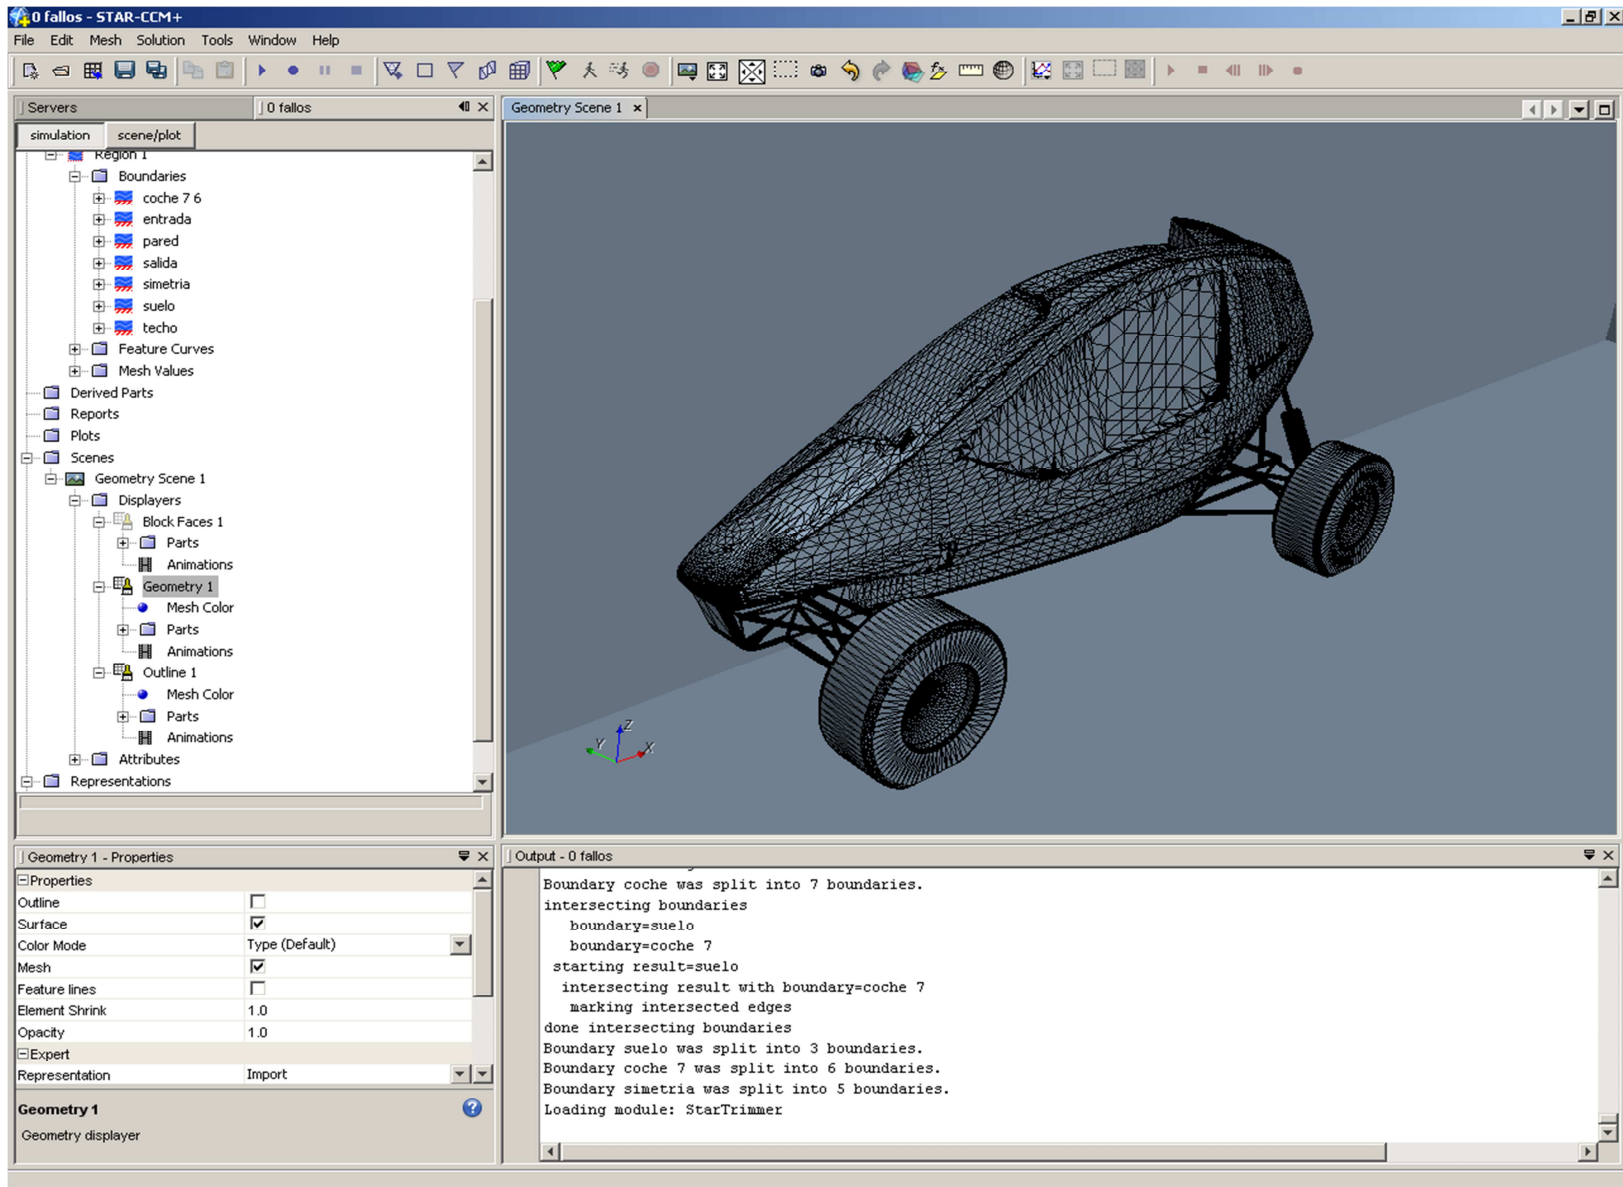 0 fallos - STAR-CCM+
File Edit Mesh Solution Tools Window Help
Servers
0 fallos
simulation scene/plot
Region 1
Boundaries
coche 7 6
entrada
pared
salida
simetria
suelo
techo
Feature Curves
Mesh Values
Derived Parts
Reports
Plots
Scenes
Geometry Scene 1
Displayers
Block Faces 1
Parts
Animations
Geometry 1
Mesh Color
Parts
Animations
Outline 1
Mesh Color
Parts
Animations
Attributes
Representations
Geometry Scene 1
Z
Y X
Geometry 1 - Properties
Properties
Outline
Surface
Color Mode Type (Default)
Mesh
Feature lines
Element Shrink 1.0
Opacity 1.0
Expert
Representation Import
Geometry 1
Geometry displayer
Output - 0 fallos
Boundary coche was split into 7 boundaries.
intersecting boundaries
boundary=suelo
boundary=coche 7
starting result=suelo
intersecting result with boundary=coche 7
marking intersected edges
done intersecting boundaries
Boundary suelo was split into 3 boundaries.
Boundary coche 7 was split into 6 boundaries.
Boundary simetria was split into 5 boundaries.
Loading module: StarTrimmer